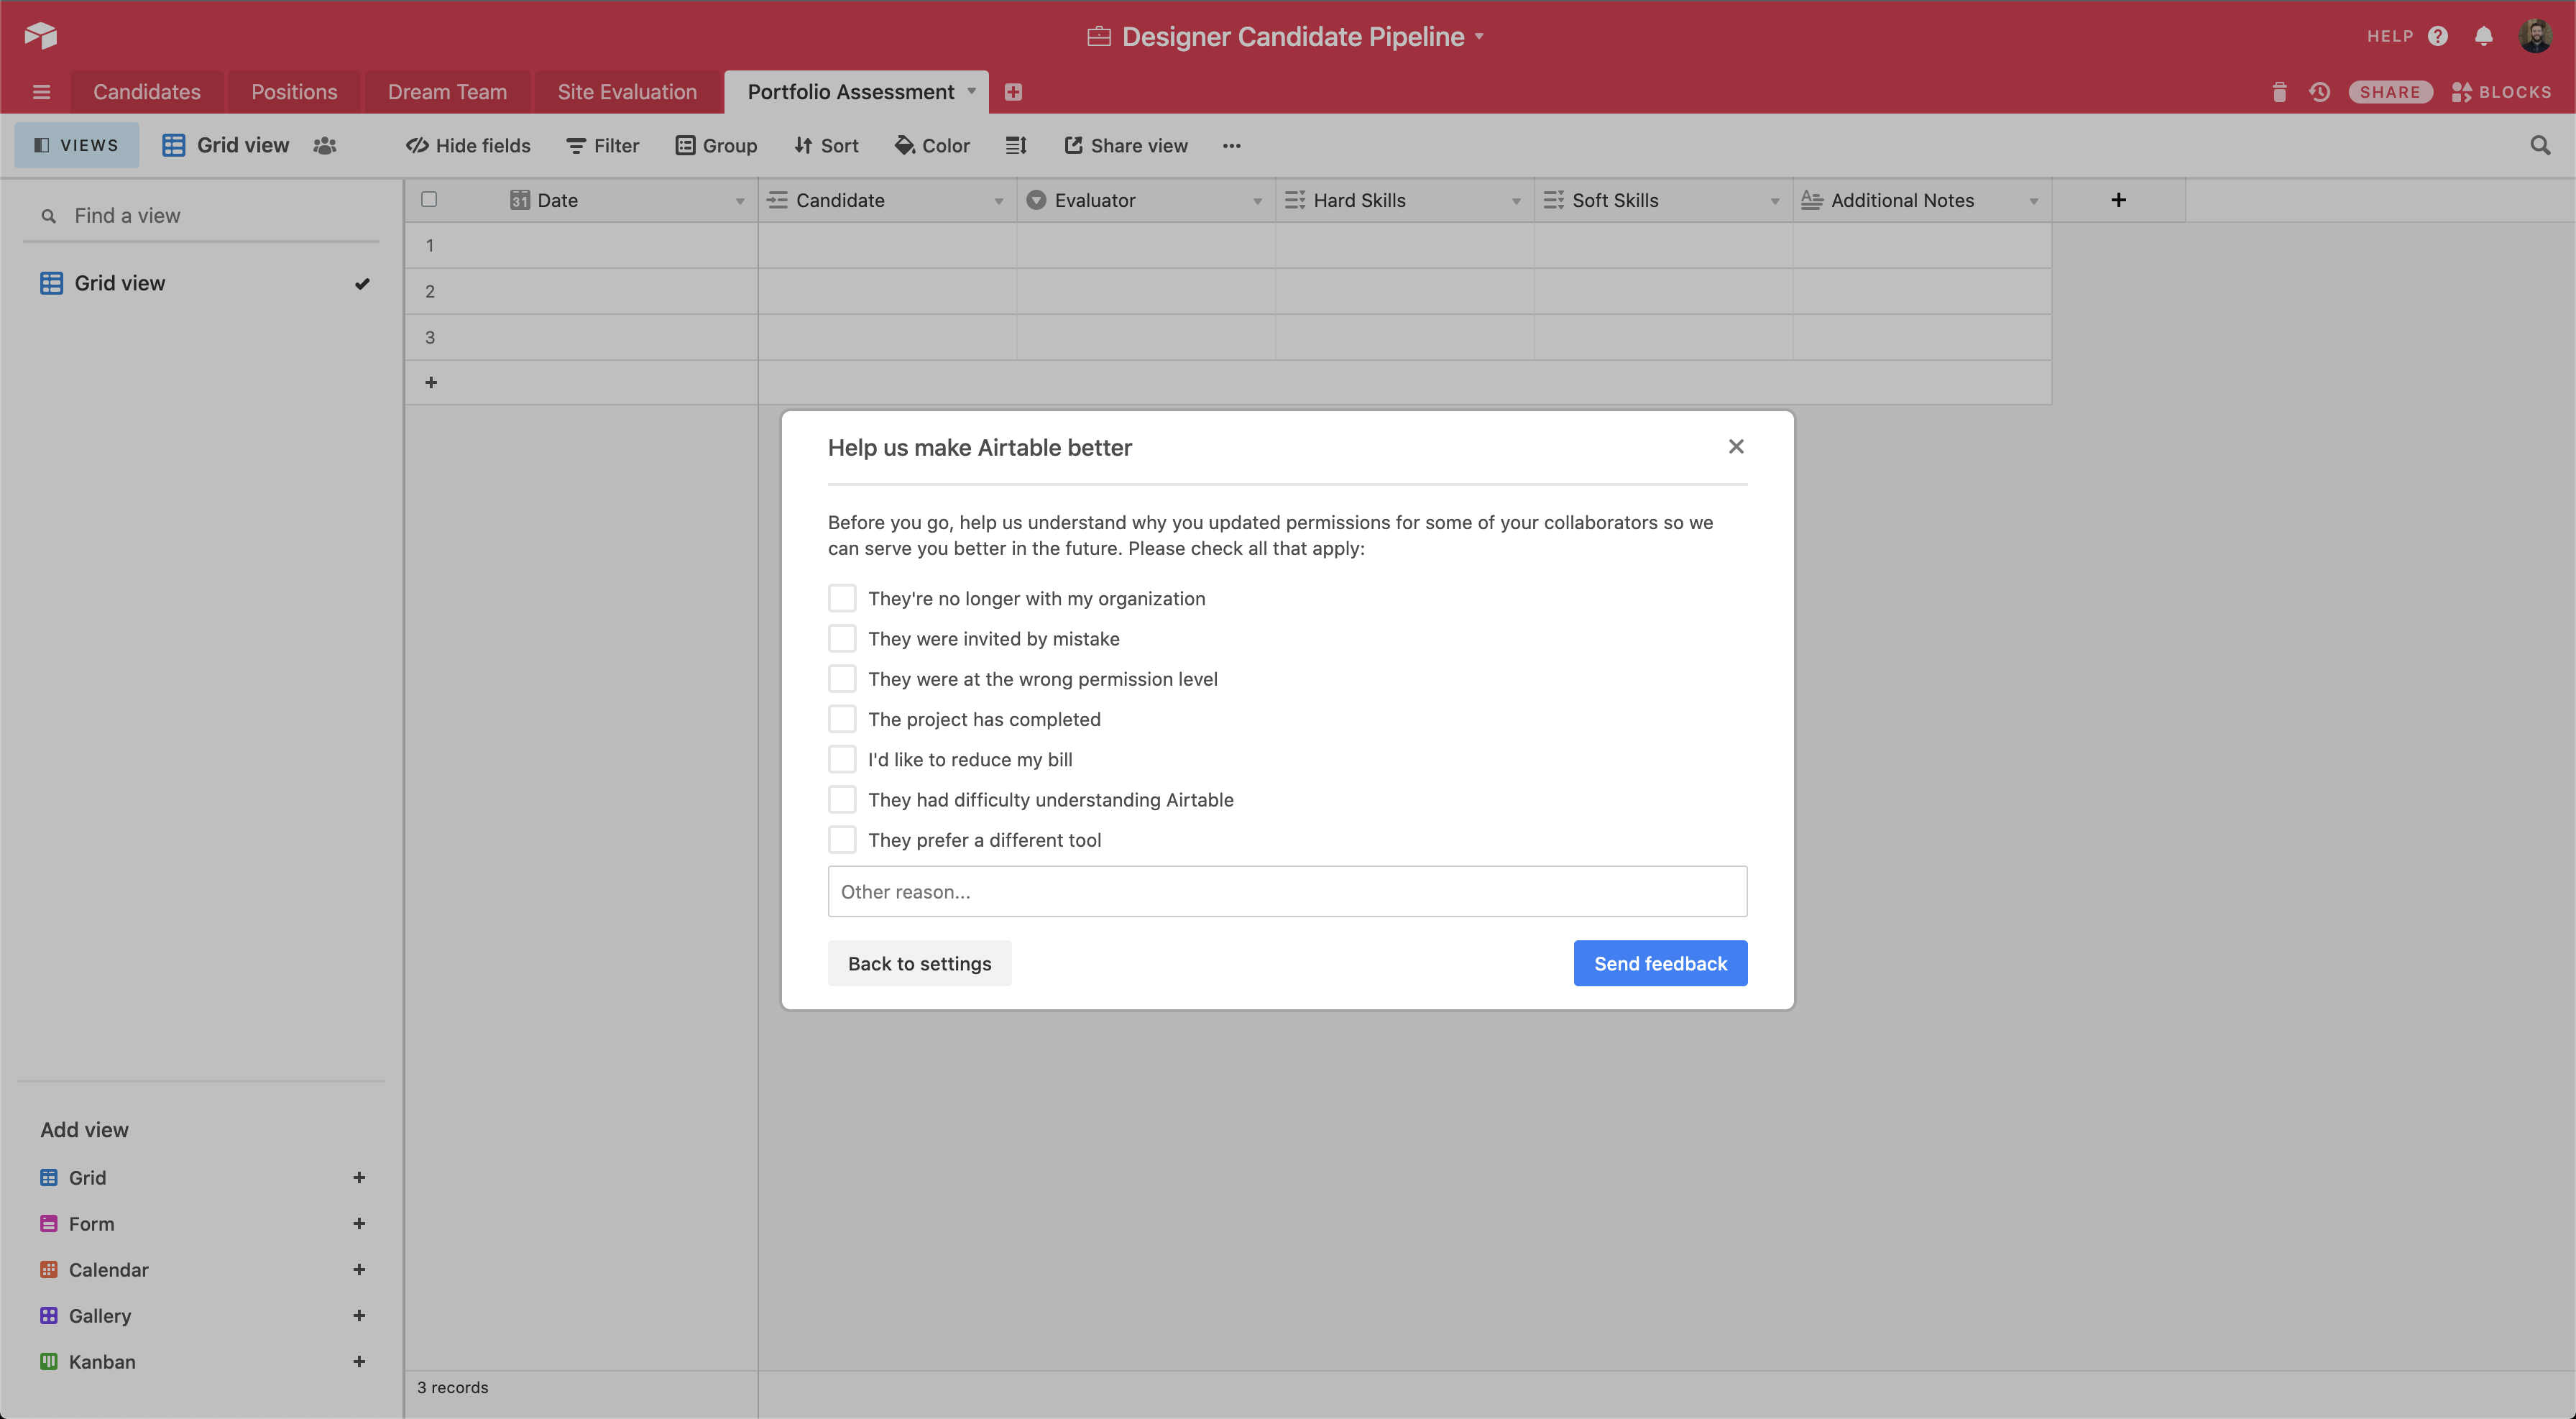 Designer Candidate Pipeline
HELP ?
Candidates
Positions
Dream Team
Site Evaluation
Portfolio Assessment
SHARE
BLOCKS
VIEWS
Grid view
Hide fields
Filter
Group
Sort
Color
Share view
Find a view
Grid view
31 Date
Candidate
Evaluator
Hard Skills
Soft Skills
A Additional Notes
1
2
3
Help us make Airtable better
Before you go, help us understand why you updated permissions for some of your collaborators so we
can serve you better in the future. Please check all that apply:
They're no longer with my organization
They were invited by mistake
They were at the wrong permission level
The project has completed
I'd like to reduce my bill
They had difficulty understanding Airtable
They prefer a different tool
Other reason...
Back to settings
Send feedback
Add view
Grid
Form
Calendar
Gallery
Kanban
3 records